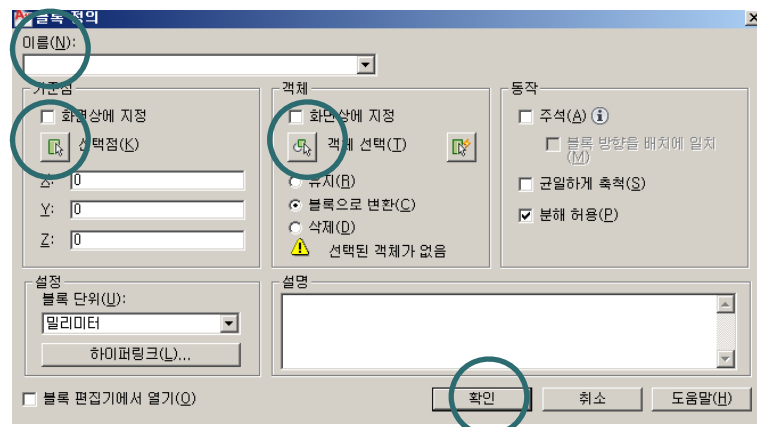 블록 정의
이름(N):
기준점
화면상에 지정
선택점(K)
X: 0
Y: 0
Z: 0
객체
화면상에 지정
객체 선택(T)
유지(R)
블록으로 변환(C)
삭제(D)
선택된 객체가 없음
동작
주석(A)
블록 방향을 배치에 일치
(M)
균일하게 축척(S)
분해 허용(P)
설정
블록 단위(U):
밀리미터
하이퍼링크(L)...
설명
블록 편집기에서 열기(O)
확인 취소 도움말(H)